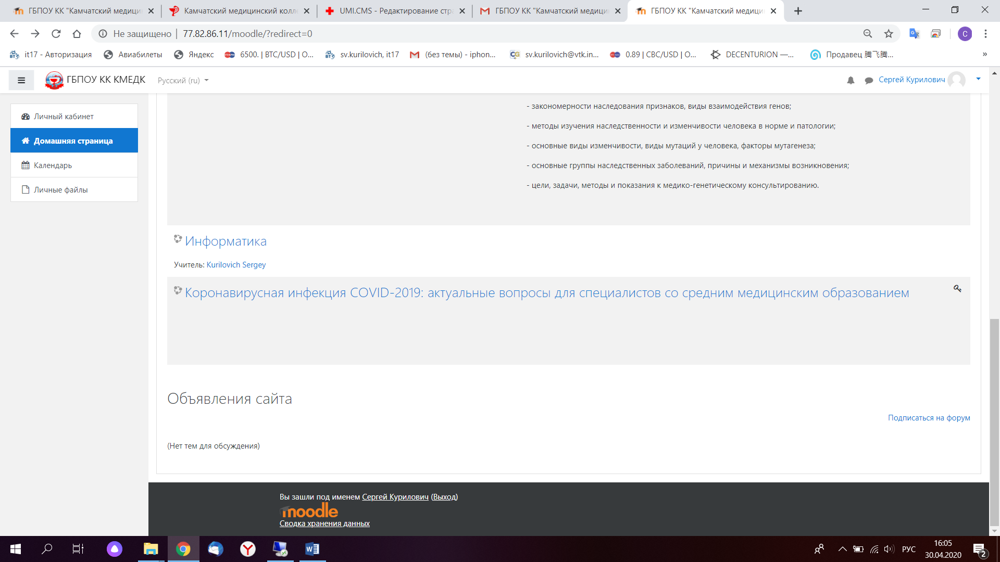 ГБПОУ КК "Камчатский медици
Камчатский медицинский колле
UMI.CMS - Редактирование стра
ГБПОУ КК "Камчатский медици
ГБПОУ КК "Камчатский медици
Не защищено | 77.82.86.11/moodle/?redirect=0
C
it17 - Авторизация
Авиабилеты
Яндекс
6500. | BTC/USD | O...
sv.kurilovich, it17
(без темы) - iphon...
sv.kurilovich@vtk.in...
0.89 | CBC/USD | O...
DECENTURION —...
Продавец 腾飞腾...
»
ГБПОУ КК КМЕДК
Русский (ru)
Сергей Курилович
Личный кабинет
Домашняя страница
Календарь
Личные файлы
- закономерности наследования признаков, виды взаимодействия генов;
- методы изучения наследственности и изменчивости человека в норме и патологии;
- основные виды изменчивости, виды мутаций у человека, факторы мутагенеза;
- основные группы наследственных заболеваний, причины и механизмы возникновения;
- цели, задачи, методы и показания к медико-генетическому консультированию.
Информатика
Учитель: Kurilovich Sergey
Коронавирусная инфекция COVID-2019: актуальные вопросы для специалистов со средним медицинским образованием
Объявления сайта
Подписаться на форум
(Нет тем для обсуждения)
Вы зашли под именем Сергей Курилович (Выход)
moodle
Сводка хранения данных
РУС
16:05
30.04.2020
2